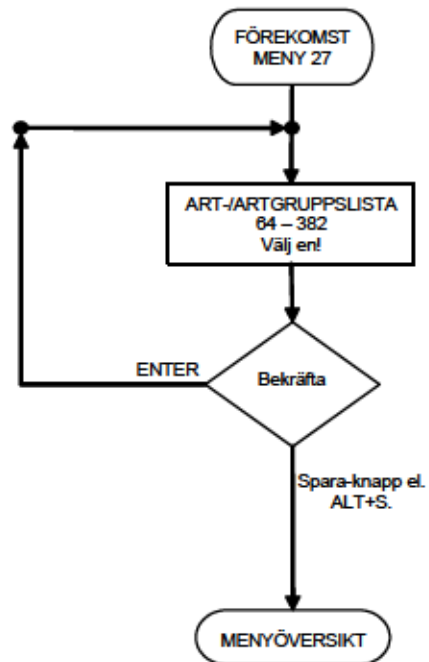 FÖREKOMST
MENY 27
ART-/ARTGRUPPSLISTA
64 – 382
Välj en!
ENTER
Bekräfta
Spara-knapp el.
ALT+S.
MENYÖVERSIKT